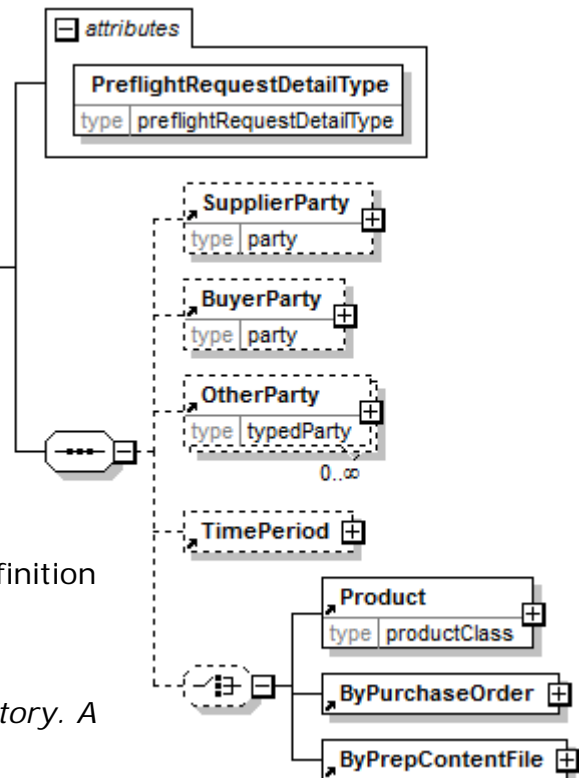 attributes
PreflightRequestDetailType
type preflightRequestDetailType
SupplierParty
type party
BuyerParty
type party
OtherParty
type typedParty
0..∞
TimePeriod
finition
Product
type productClass
ByPurchaseOrder
tory. A
ByPrepContentFile